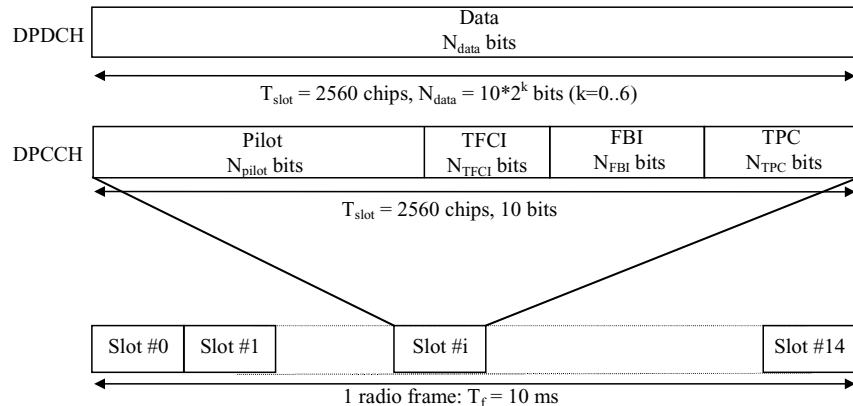 DPDCH
Data
N_data bits
T_slot = 2560 chips, N_data = 10*2^k bits (k=0..6)
DPCCH
Pilot
N_pilot bits
TFCI
N_TFCI bits
FBI
N_FBI bits
TPC
N_TPC bits
T_slot = 2560 chips, 10 bits
Slot #0
Slot #1
Slot #i
Slot #14
1 radio frame: T_f = 10 ms